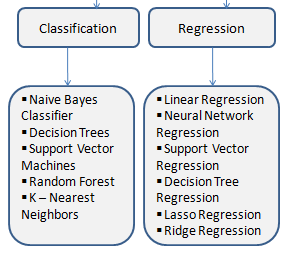 Classification
Regression
▪ Naive Bayes
Classifier
▪ Decision Trees
▪ Support Vector
Machines
▪ Random Forest
▪ K – Nearest
Neighbors
▪ Linear Regression
▪ Neural Network
Regression
▪ Support Vector
Regression
▪ Decision Tree
Regression
▪ Lasso Regression
▪ Ridge Regression